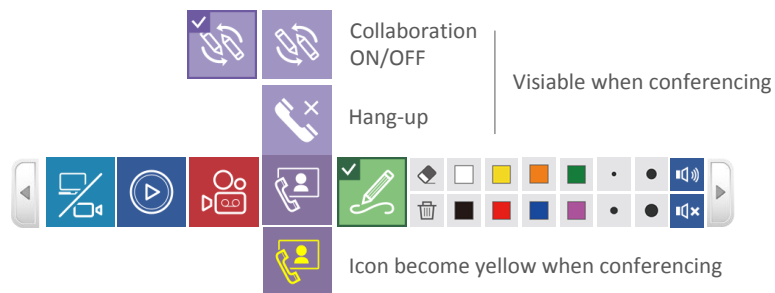 Collaboration
ON/OFF
Visiable when conferencing
Hang-up
Icon become yellow when conferencing